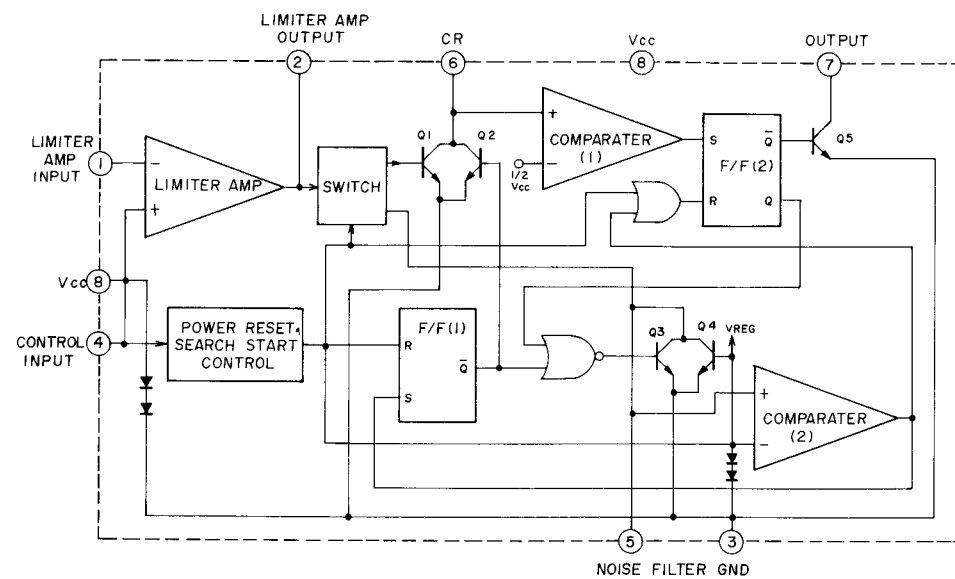 LIMITER AMP
OUTPUT
2
CR
6
Vcc
8
OUTPUT
7
LIMITER
AMP
INPUT
1
−
+
LIMITER AMP
SWITCH
Q1
Q2
+
−
1/2
Vcc
COMPARATER
(1)
S
R
Q̅
Q
F/F(2)
Q5
Vcc
8
CONTROL
INPUT
4
POWER RESET.
SEARCH START
CONTROL
F/F(1)
R
S
Q̅
Q3
Q4
VREG
+
−
COMPARATER
(2)
5
3
NOISE FILTER GND